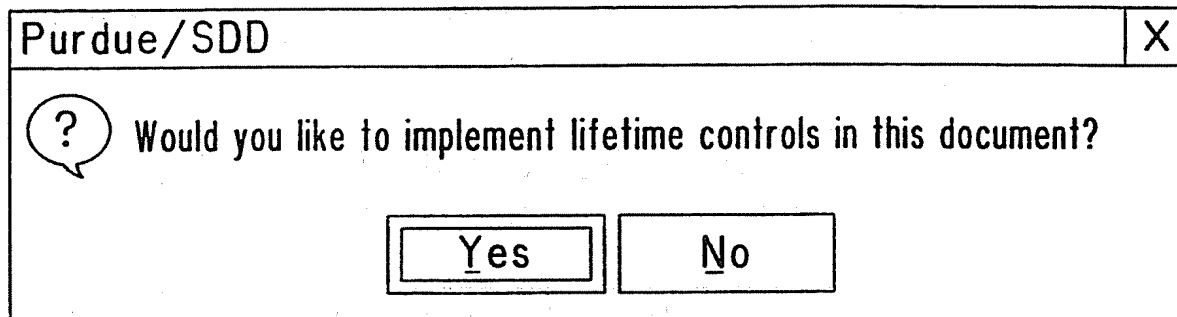 Purdue/SDD X
? Would you like to implement lifetime controls in this document?
Yes No